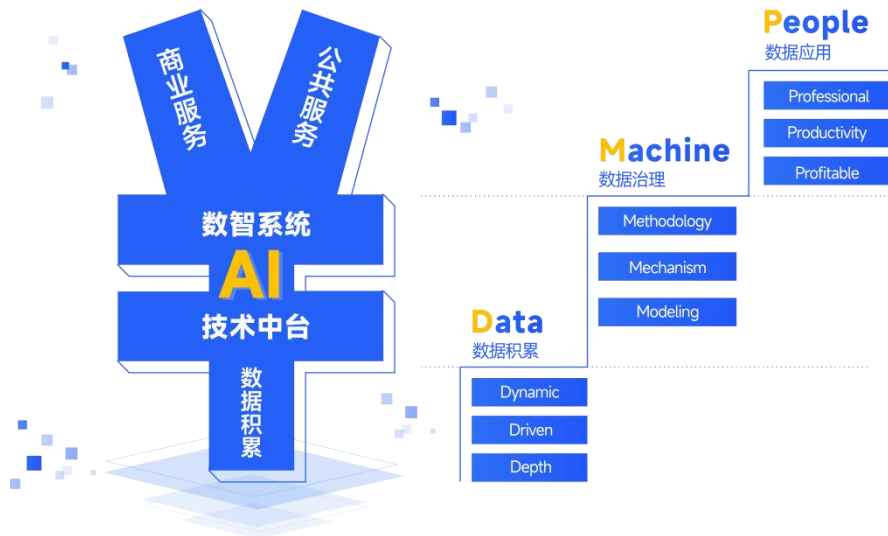 商业服务
公共服务
数智系统
AI
技术中台
数据积累
People
数据应用
Professional
Productivity
Profitable
Machine
数据治理
Methodology
Mechanism
Modeling
Data
数据积累
Dynamic
Driven
Depth